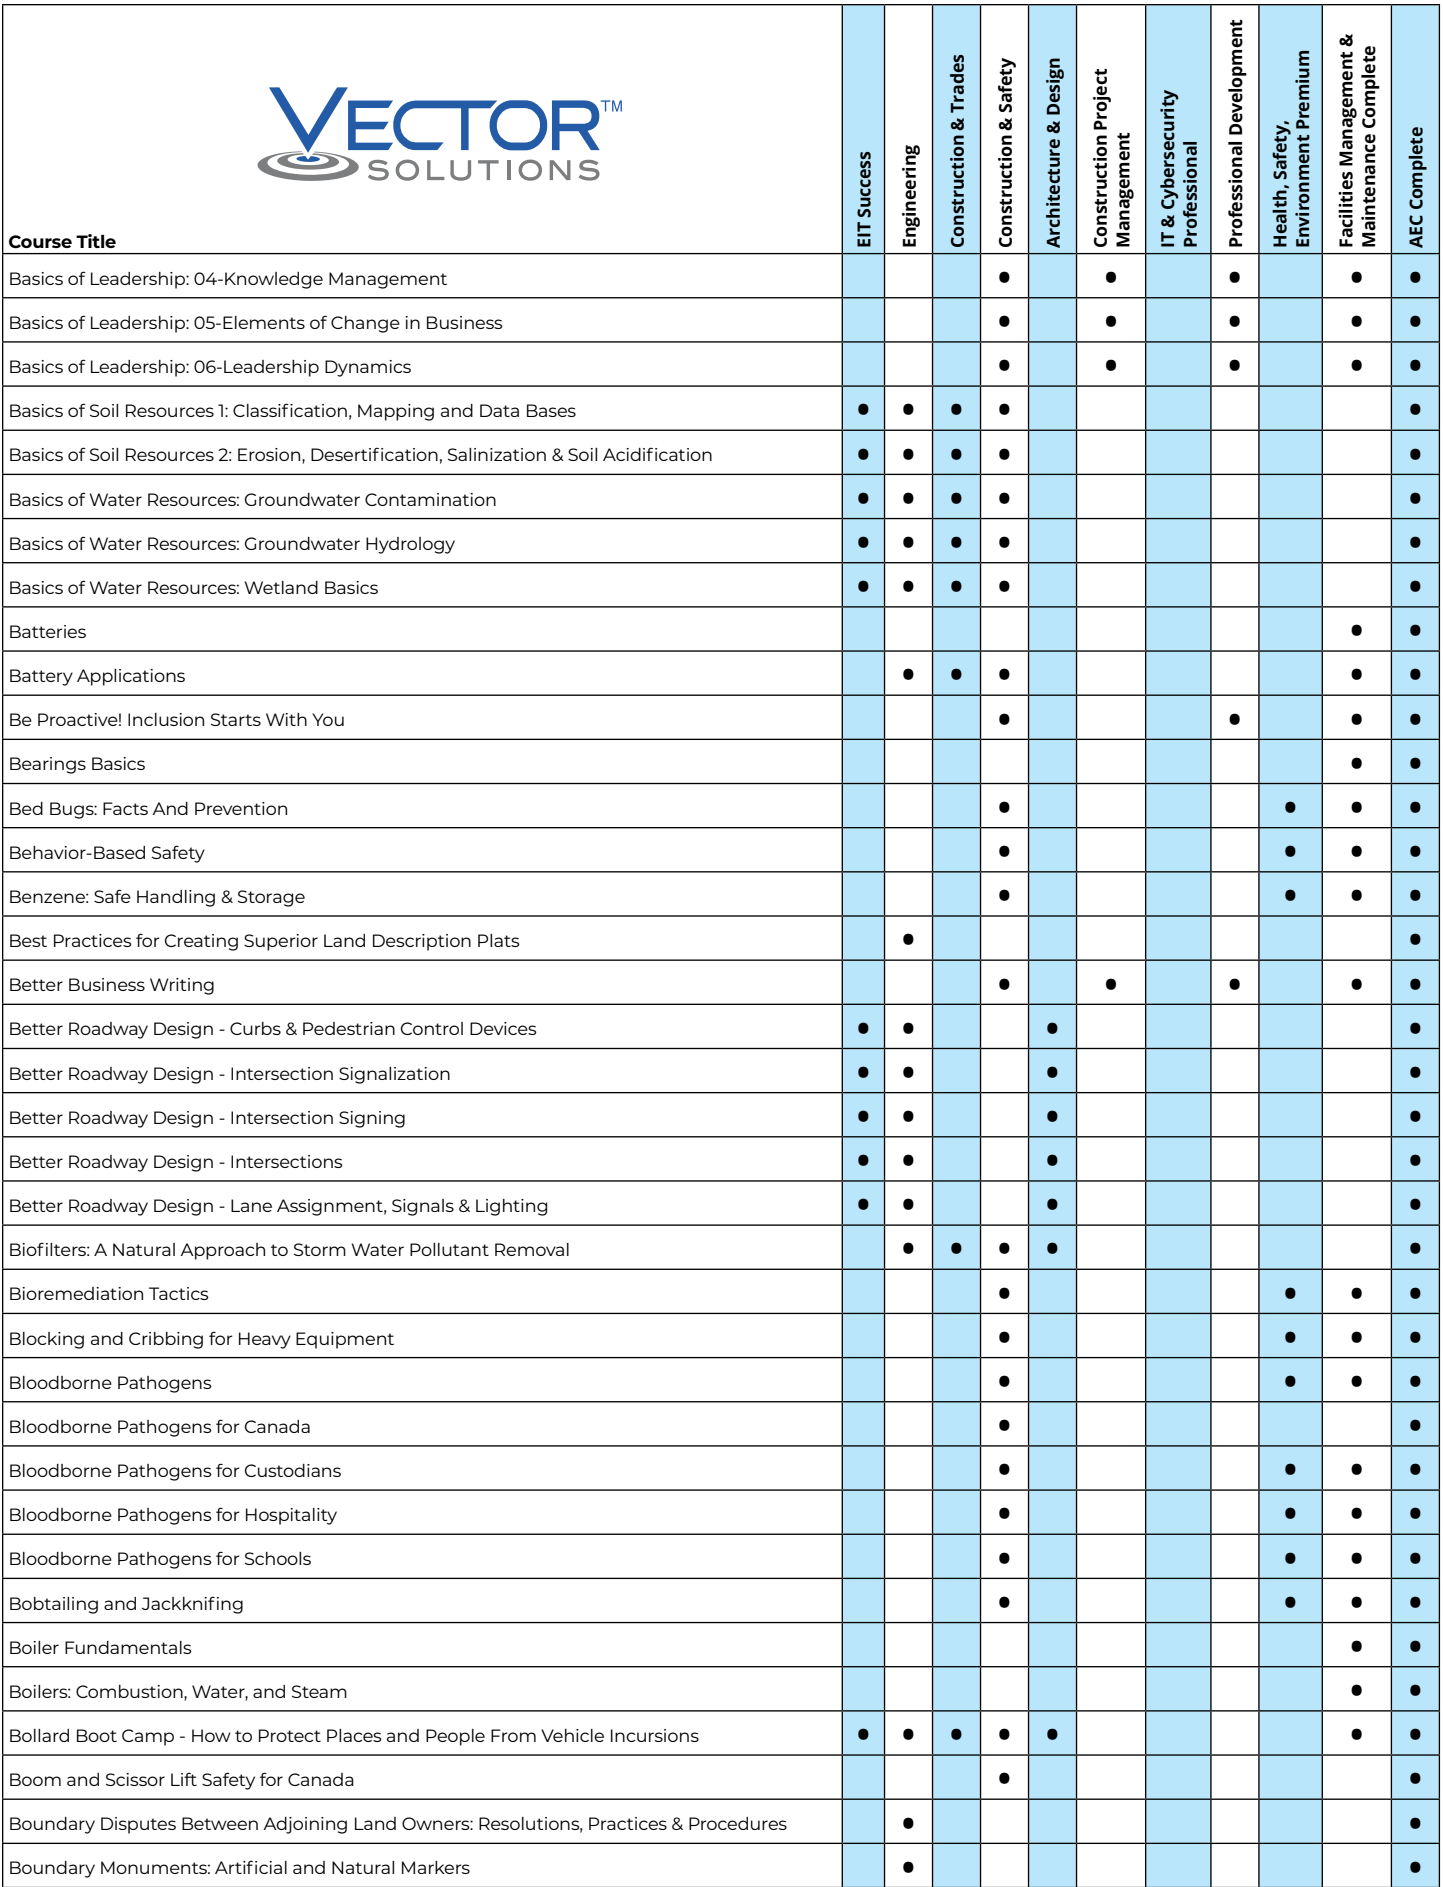 VECTOR™
SOLUTIONS
Course Title
EIT Success
Engineering
Construction & Trades
Construction & Safety
Architecture & Design
Construction Project
Management
IT & Cybersecurity
Professional
Professional Development
Health, Safety,
Environment Premium
Facilities Management &
Maintenance Complete
AEC Complete
Basics of Leadership: 04-Knowledge Management • • • • •
Basics of Leadership: 05-Elements of Change in Business • • • • •
Basics of Leadership: 06-Leadership Dynamics • • • • •
Basics of Soil Resources 1: Classification, Mapping and Data Bases • • • • •
Basics of Soil Resources 2: Erosion, Desertification, Salinization & Soil Acidification • • • • •
Basics of Water Resources: Groundwater Contamination • • • • •
Basics of Water Resources: Groundwater Hydrology • • • • •
Basics of Water Resources: Wetland Basics • • • • •
Batteries • •
Battery Applications • • • • •
Be Proactive! Inclusion Starts With You • • • •
Bearings Basics • •
Bed Bugs: Facts And Prevention • • • •
Behavior-Based Safety • • • •
Benzene: Safe Handling & Storage • • • •
Best Practices for Creating Superior Land Description Plats • •
Better Business Writing • • • • •
Better Roadway Design - Curbs & Pedestrian Control Devices • • • •
Better Roadway Design - Intersection Signalization • • • •
Better Roadway Design - Intersection Signing • • • •
Better Roadway Design - Intersections • • • •
Better Roadway Design - Lane Assignment, Signals & Lighting • • • •
Biofilters: A Natural Approach to Storm Water Pollutant Removal • • • • •
Bioremediation Tactics • • • •
Blocking and Cribbing for Heavy Equipment • • • •
Bloodborne Pathogens • • • •
Bloodborne Pathogens for Canada • •
Bloodborne Pathogens for Custodians • • • •
Bloodborne Pathogens for Hospitality • • • •
Bloodborne Pathogens for Schools • • • •
Bobtailing and Jackknifing • • • •
Boiler Fundamentals • •
Boilers: Combustion, Water, and Steam • •
Bollard Boot Camp - How to Protect Places and People From Vehicle Incursions • • • • • • •
Boom and Scissor Lift Safety for Canada • •
Boundary Disputes Between Adjoining Land Owners: Resolutions, Practices & Procedures • •
Boundary Monuments: Artificial and Natural Markers • •